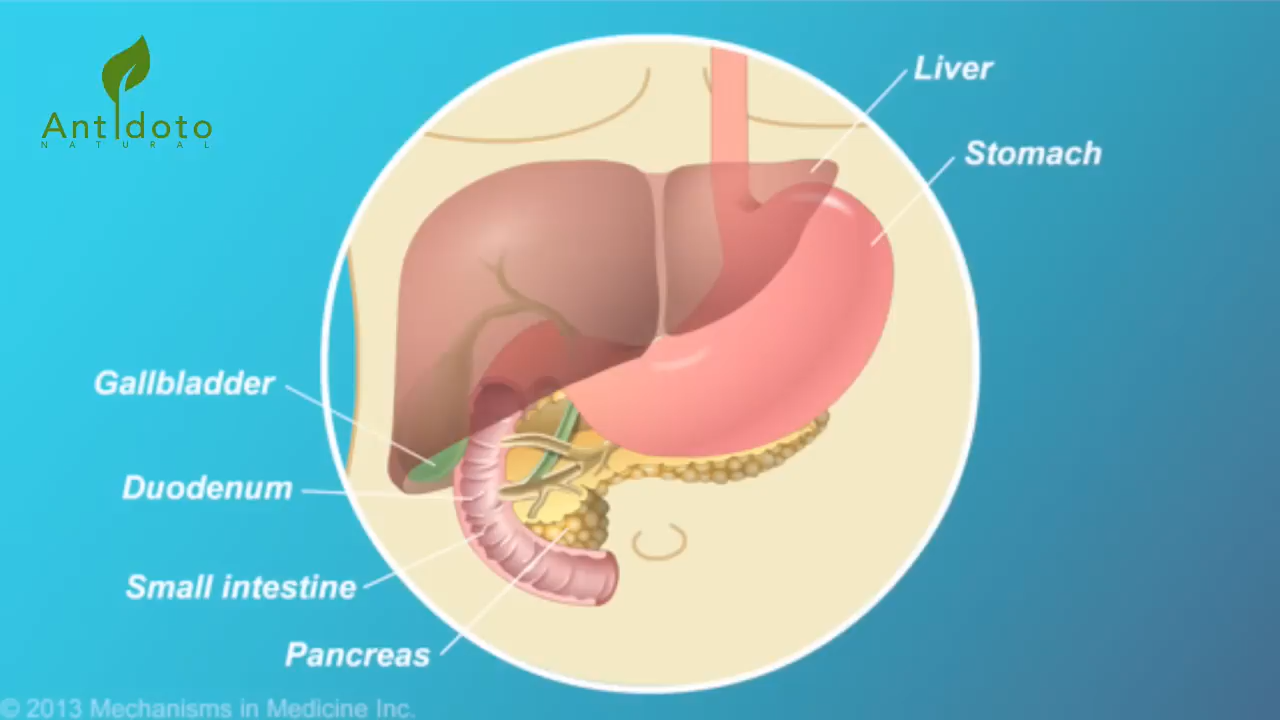 Antidoto
NATURAL
Liver
Stomach
Gallbladder
Duodenum
Small intestine
Pancreas
© 2013 Mechanisms in Medicine Inc.